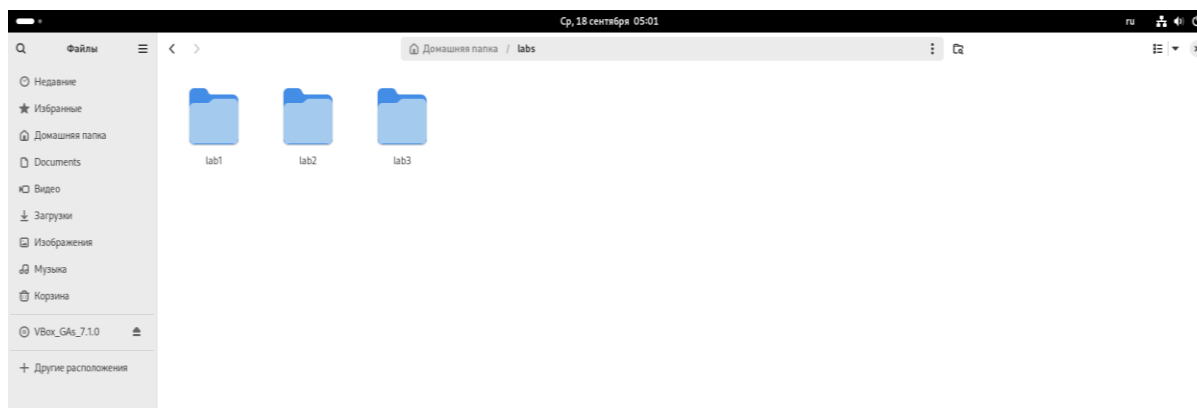 Ср, 18 сентября 05:01
ru
Файлы
Домашняя папка / labs
Недавние
Избранные
Домашняя папка
Documents
Видео
Загрузки
Изображения
Музыка
Корзина
VBox_GAs_7.1.0
Другие расположения
lab1 lab2 lab3